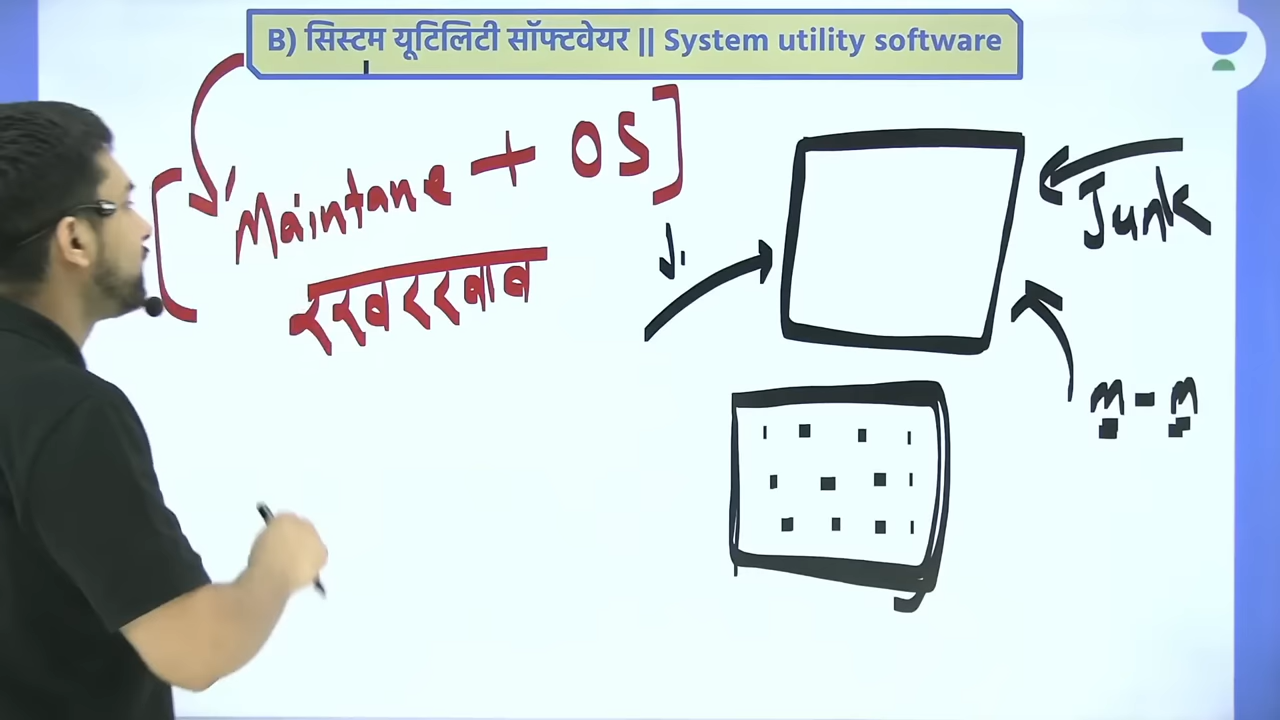 B) सिस्टम यूटिलिटी सॉफ्टवेयर || System utility software
[Maintane + OS]
रखरखाव
J.
Junk
m - m